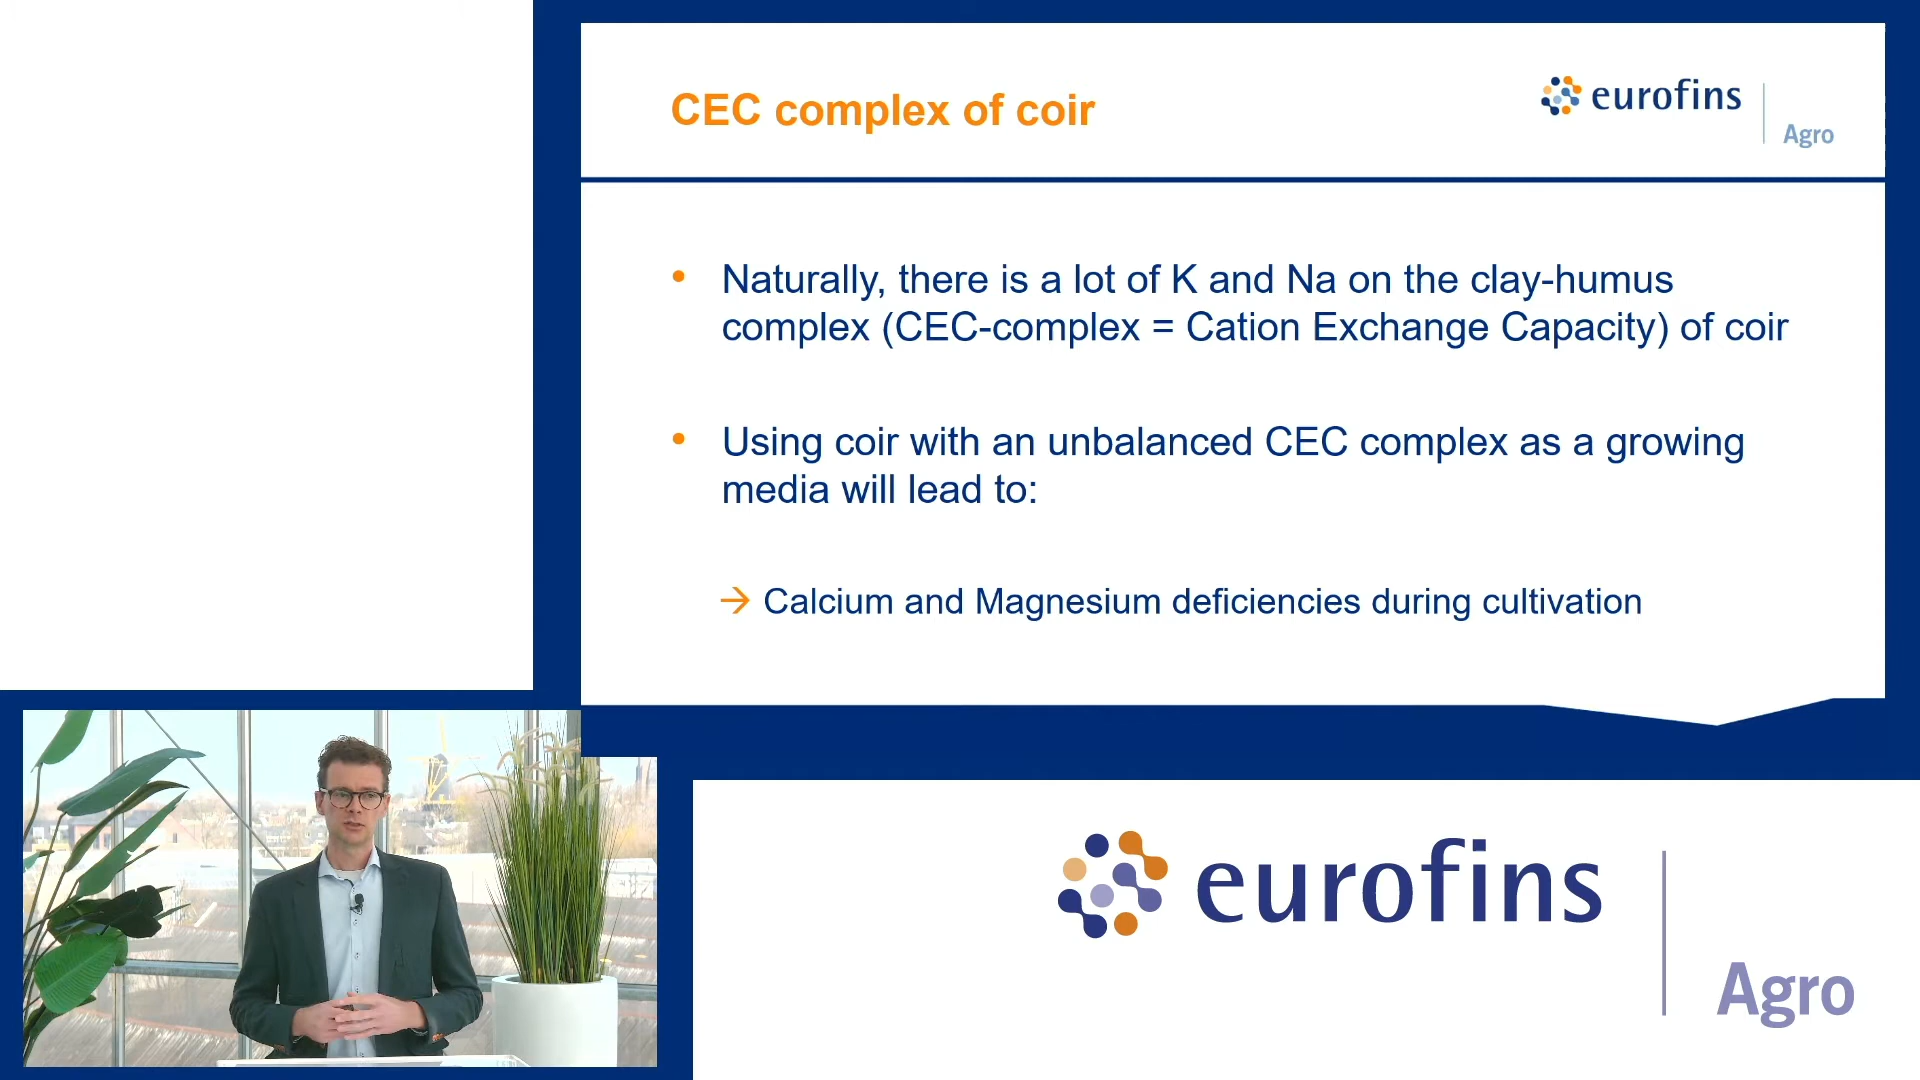 CEC complex of coir
eurofins
Agro
• Naturally, there is a lot of K and Na on the clay-humus
complex (CEC-complex = Cation Exchange Capacity) of coir
• Using coir with an unbalanced CEC complex as a growing
media will lead to:
→ Calcium and Magnesium deficiencies during cultivation
eurofins
Agro